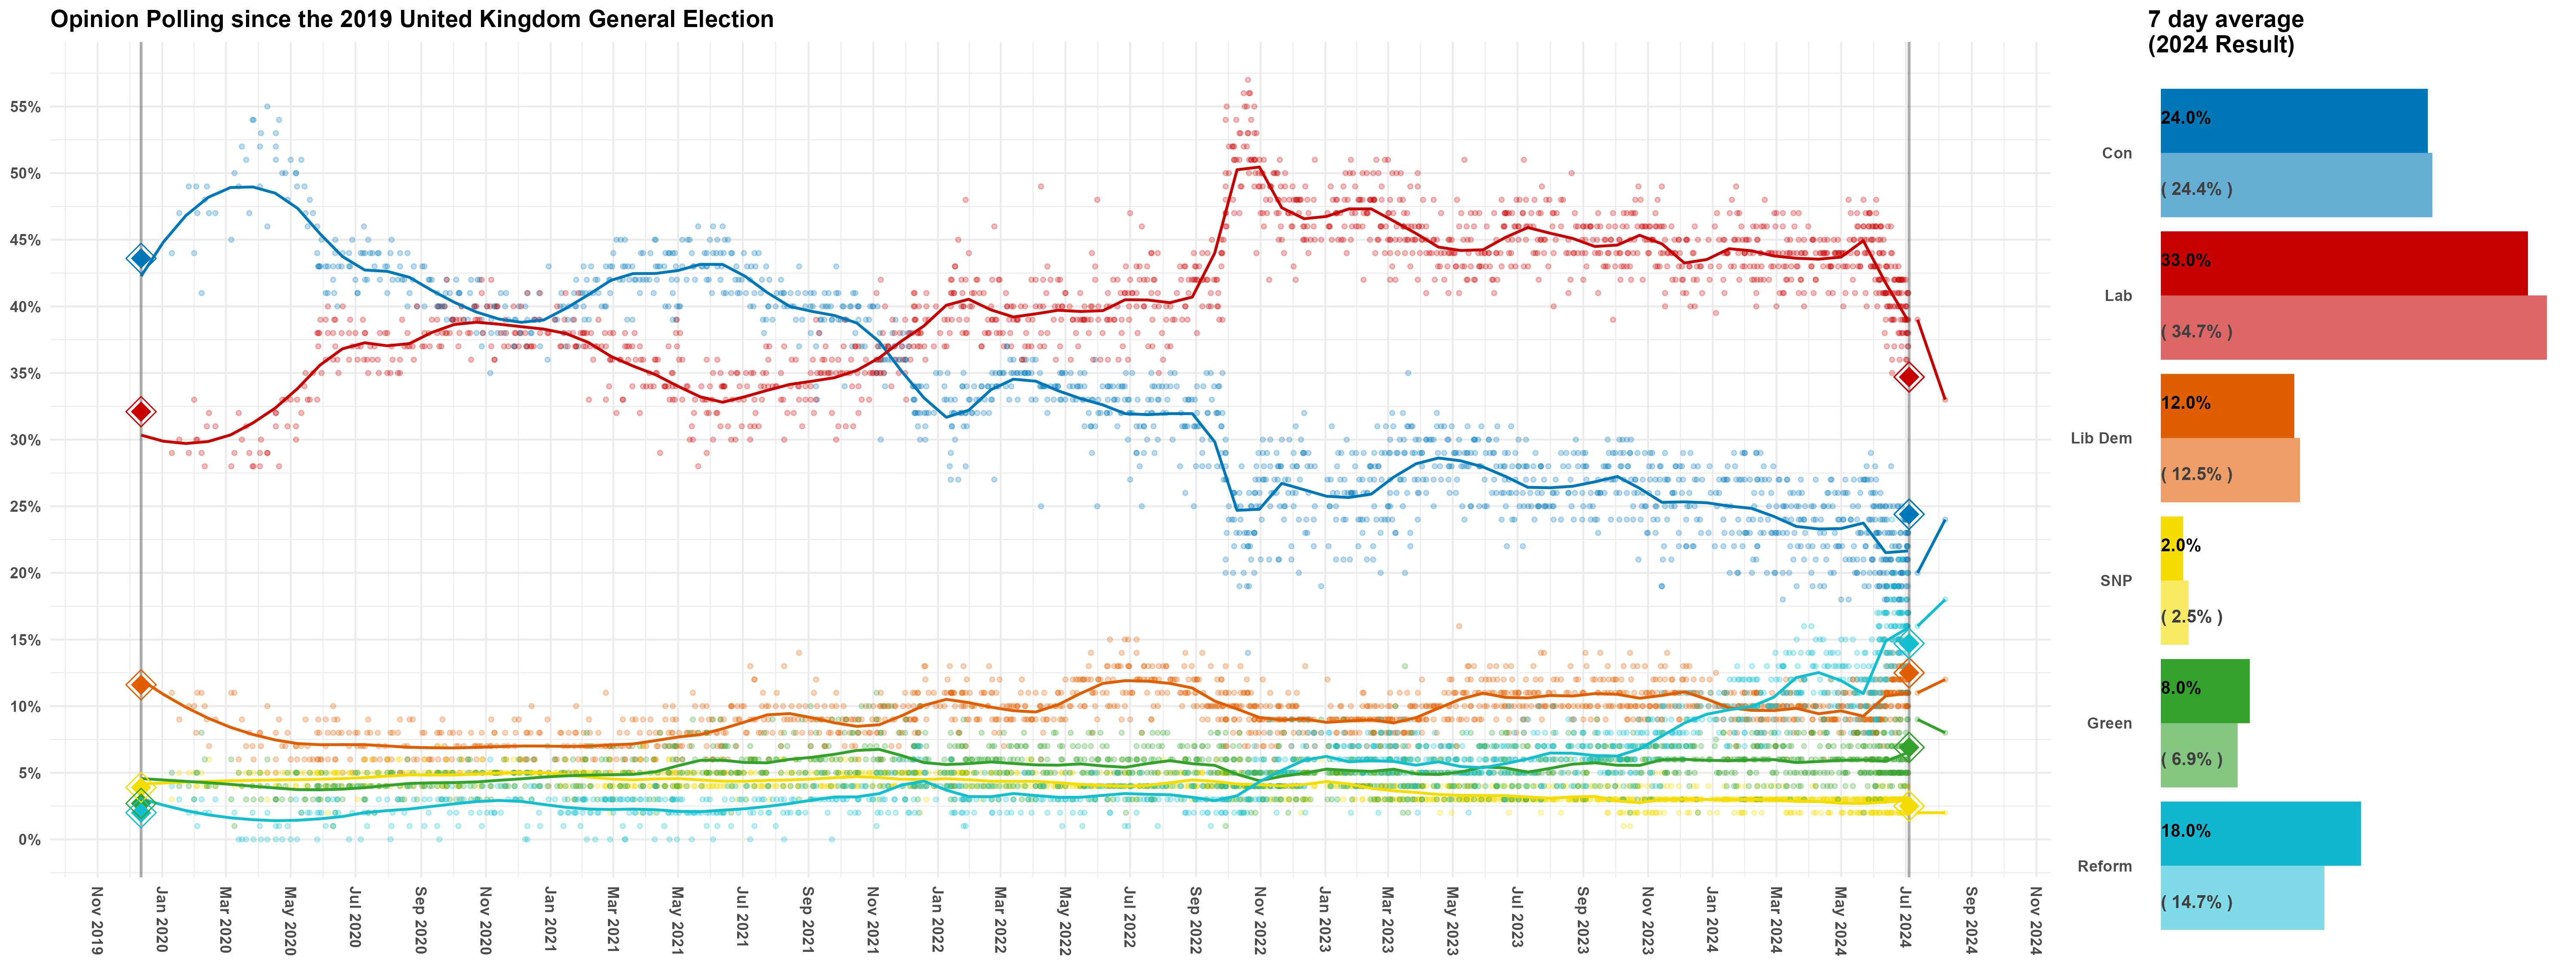 Opinion Polling since the 2019 United Kingdom General Election
55%
50%
45%
40%
35%
30%
25%
20%
15%
10%
5%
0%
Nov 2019
Jan 2020
Mar 2020
May 2020
Jul 2020
Sep 2020
Nov 2020
Jan 2021
Mar 2021
May 2021
Jul 2021
Sep 2021
Nov 2021
Jan 2022
Mar 2022
May 2022
Jul 2022
Sep 2022
Nov 2022
Jan 2023
Mar 2023
May 2023
Jul 2023
Sep 2023
Nov 2023
Jan 2024
Mar 2024
May 2024
Jul 2024
Sep 2024
Nov 2024
7 day average
(2024 Result)
Con
24.0%
( 24.4% )
Lab
33.0%
( 34.7% )
Lib Dem
12.0%
( 12.5% )
SNP
2.0%
( 2.5% )
Green
8.0%
( 6.9% )
Reform
18.0%
( 14.7% )